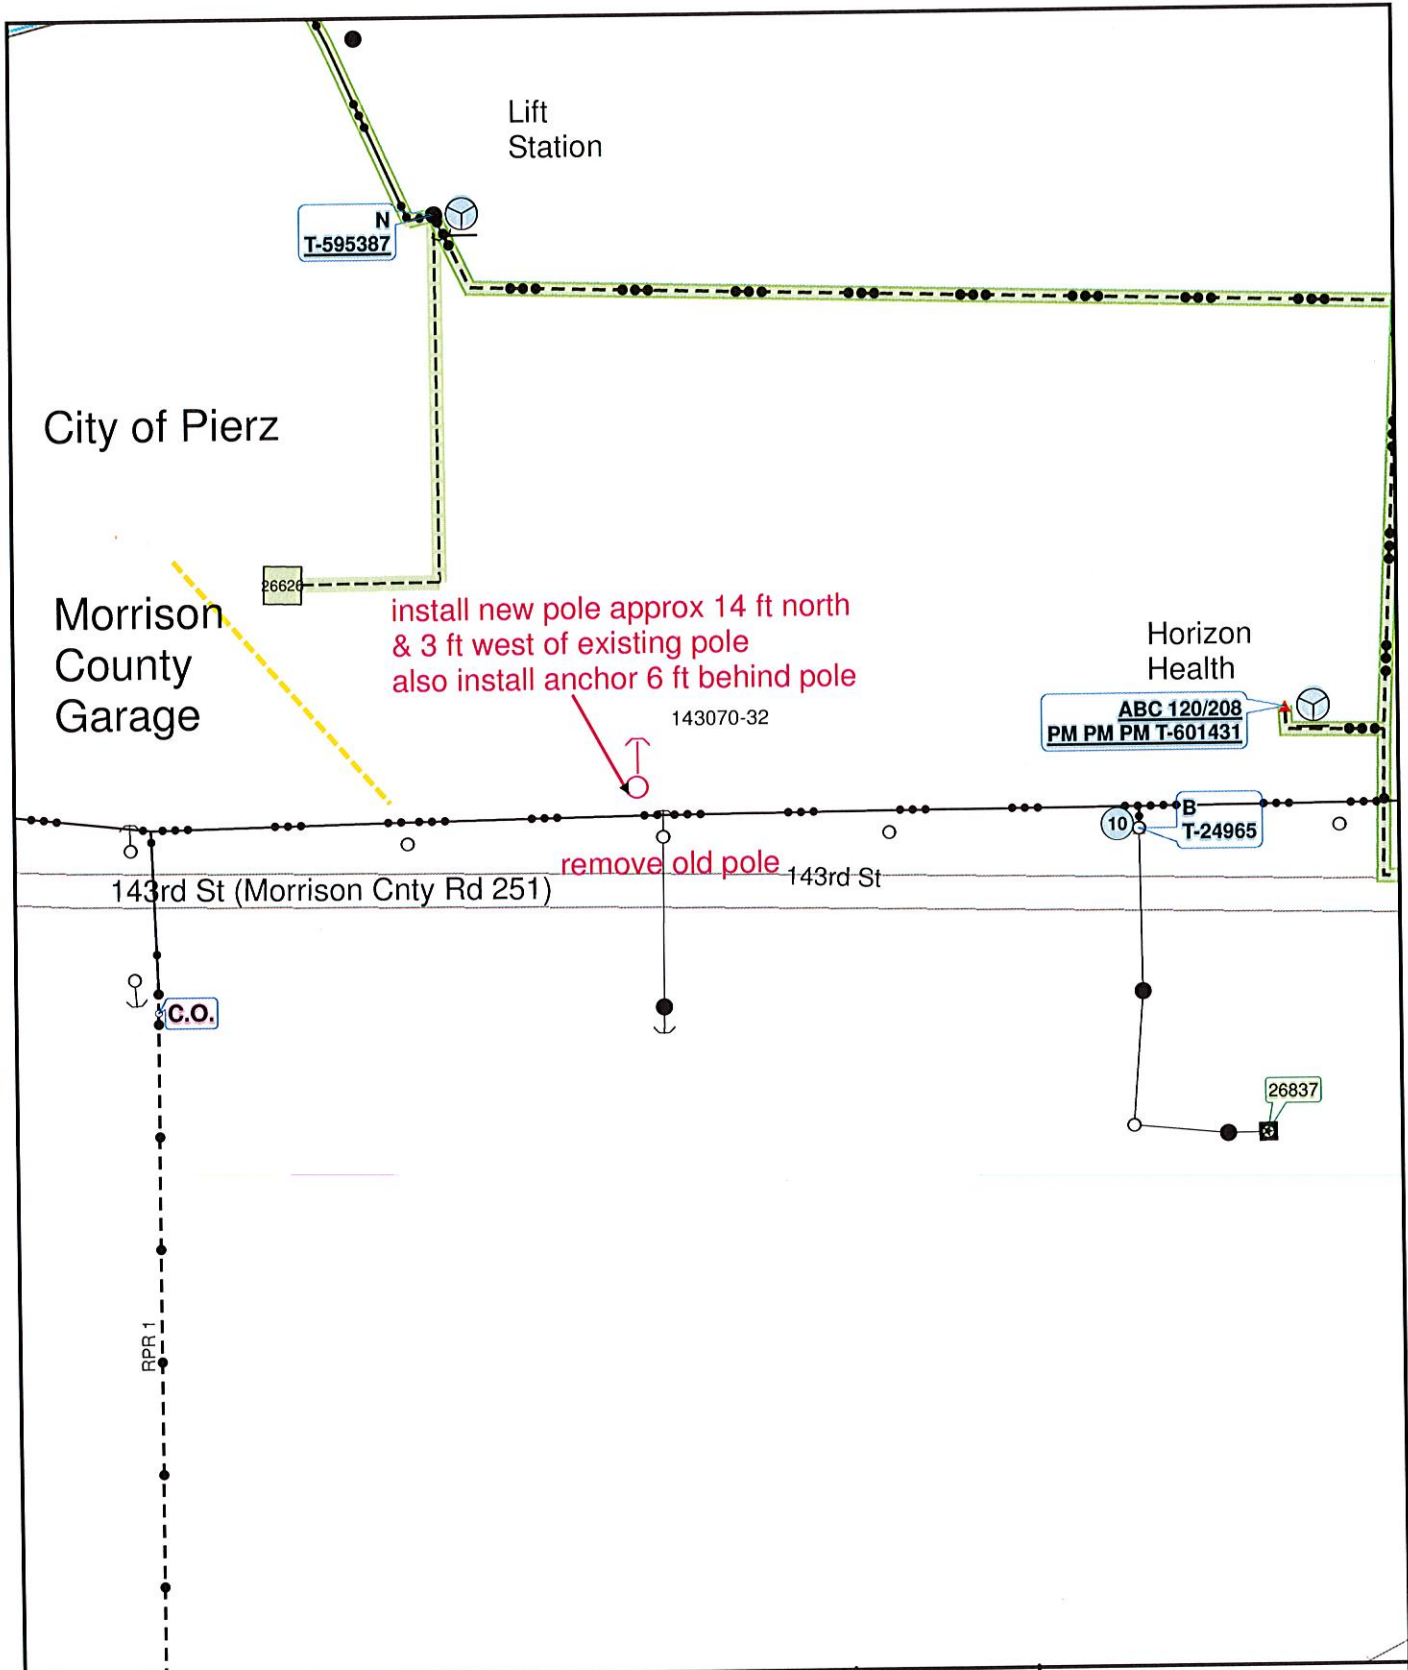 Lift
Station
N
T-595387
City of Pierz
26626
Morrison
County
Garage
install new pole approx 14 ft north
& 3 ft west of existing pole
also install anchor 6 ft behind pole
143070-32
Horizon
Health
ABC 120/208
PM PM PM T-601431
10
B
T-24965
remove old pole
143rd St
143rd St (Morrison Cnty Rd 251)
C.O.
26837
RPR 1